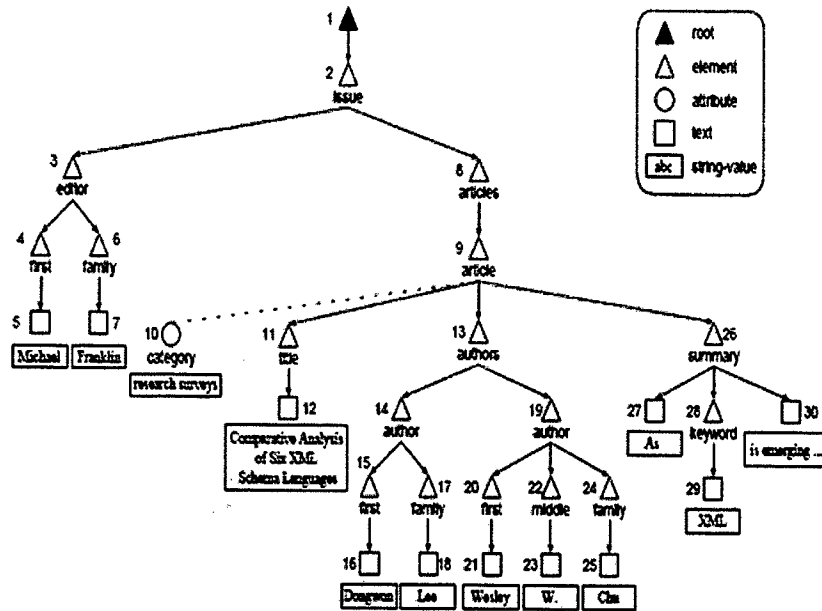 1
root
2
issue
element
attribute
text
abc string-value
3
editor
8
articles
4
first
6
family
9
article
5
7
Michael
Franklin
10
category
research surveys
11
title
13
authors
26
summary
12
Comparative Analysis
of Six XML
Schema Languages
14
author
19
author
27
As
28
keyword
30
is emerging ...
15
first
17
family
20
first
22
middle
24
family
29
XML
16
18
21
23
25
Dongwon
Lee
Wesley
W.
Chu